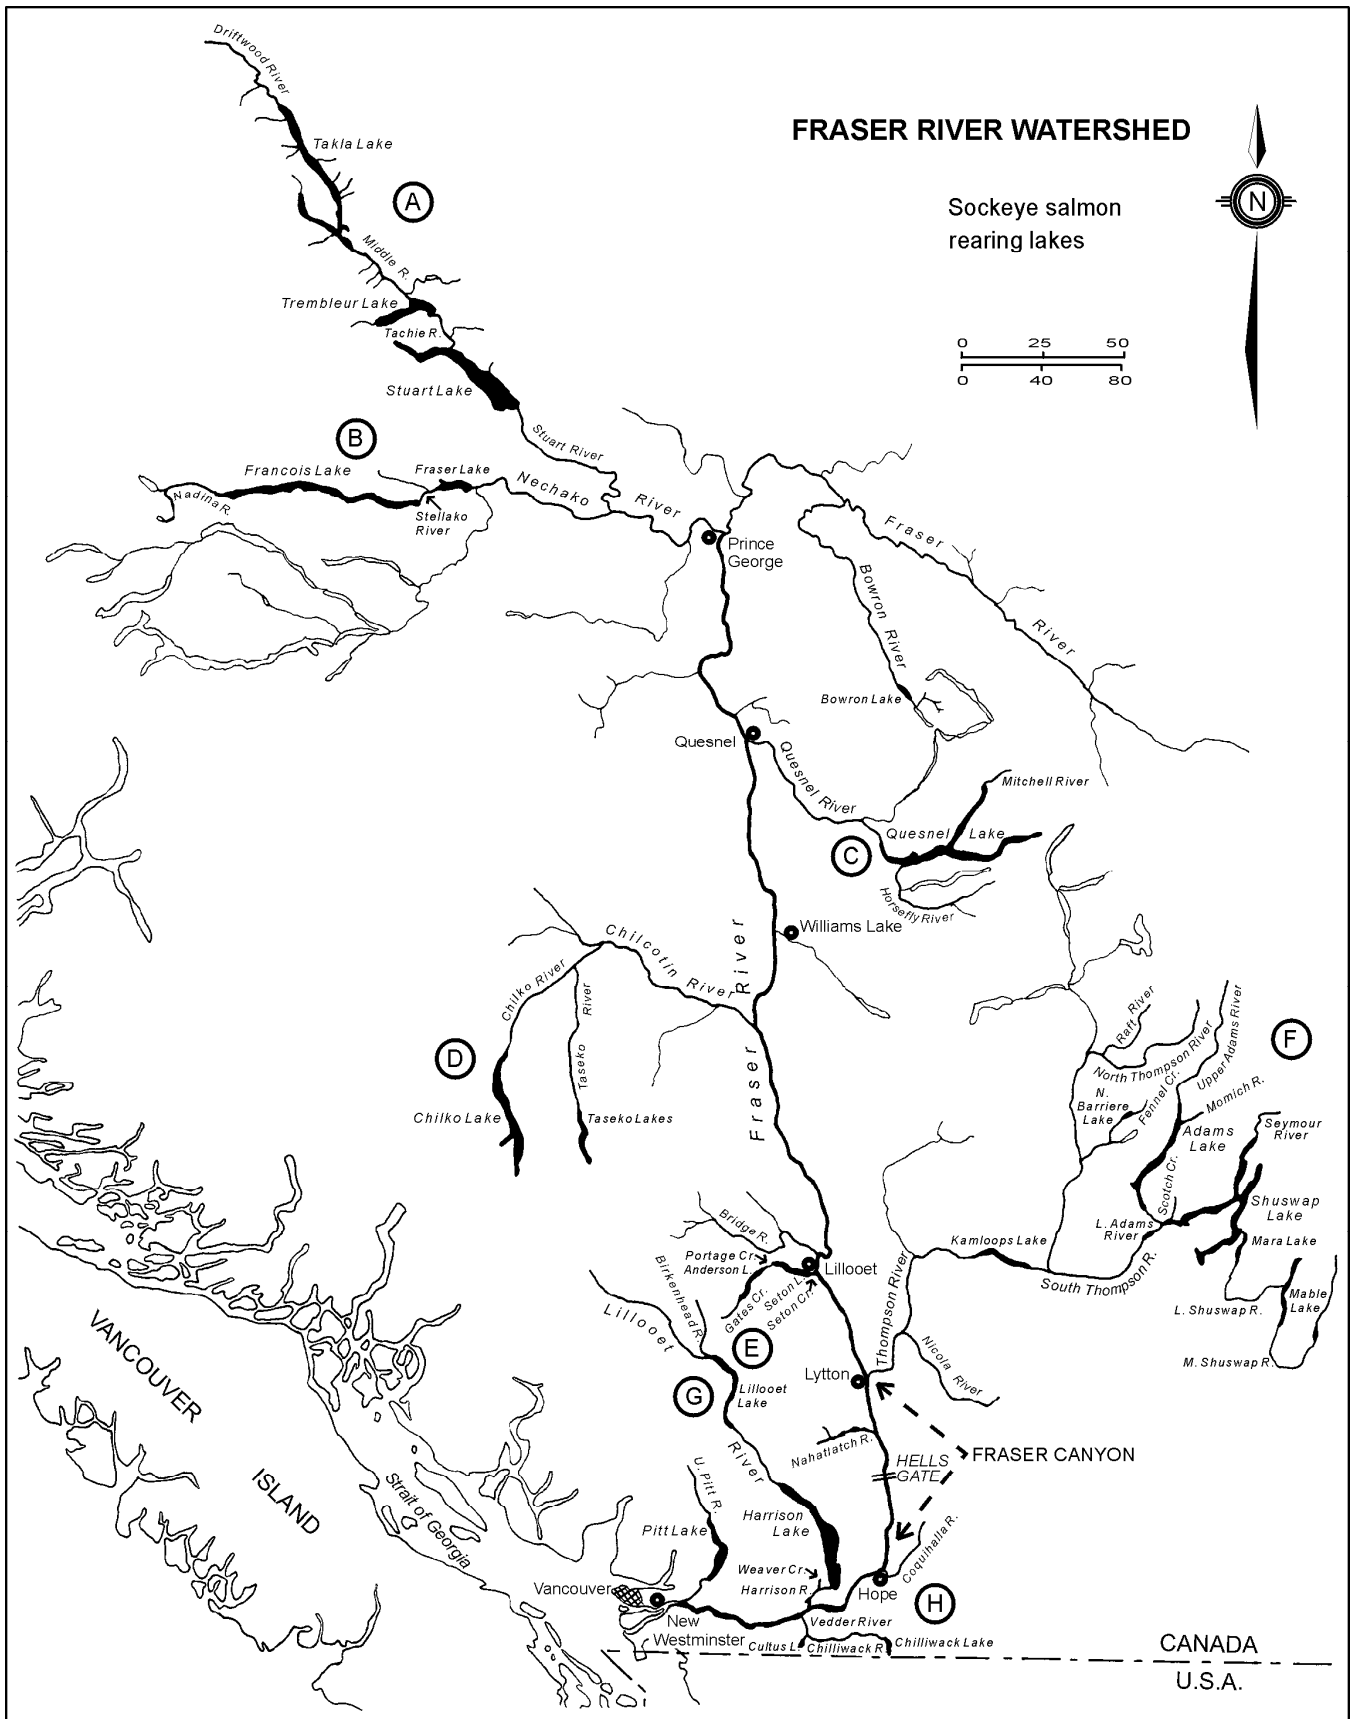 FRASER RIVER WATERSHED
Sockeye salmon
rearing lakes
N
0 25 50
0 40 80
Driftwood River
Takla Lake
A
Middle R.
Trembleur Lake
Tachie R.
Stuart Lake
Stuart River
B
Francois Lake
Fraser Lake
Nadina R.
Stellako
River
Nechako River
Prince
George
Fraser River
Bowron River
Bowron Lake
Quesnel
Quesnel River
Mitchell River
Quesnel Lake
C
Horsefly River
Williams Lake
Chilcotin River
Chilko River
Taseko River
D
Chilko Lake
Taseko Lakes
Fraser River
Raft River
North Thompson River
Upper Adams River
F
N.
Barriere
Lake
Fennel Cr.
Momich R.
Adams
Lake
Seymour
River
Scotch Cr.
Shuswap
Lake
L. Adams
River
Mara Lake
Kamloops Lake
South Thompson R.
Mable
Lake
L. Shuswap R.
M. Shuswap R.
Bridge R.
Portage Cr.
Anderson L.
Lillooet
Gates Cr.
Seton L.
Seton Cr.
Birkenhead R.
Lillooet River
E
Thompson River
Nicola River
Lytton
G
Lillooet
Lake
Nahatlatch R.
HELLS
GATE
FRASER CANYON
U. Pitt R.
Pitt Lake
Harrison
Lake
Weaver Cr.
Harrison R.
Coquihalla R.
Hope
H
Vancouver
New
Westminster
Vedder River
Cultus L.
Chilliwack R.
Chilliwack Lake
VANCOUVER
ISLAND
Strait of Georgia
CANADA
U.S.A.